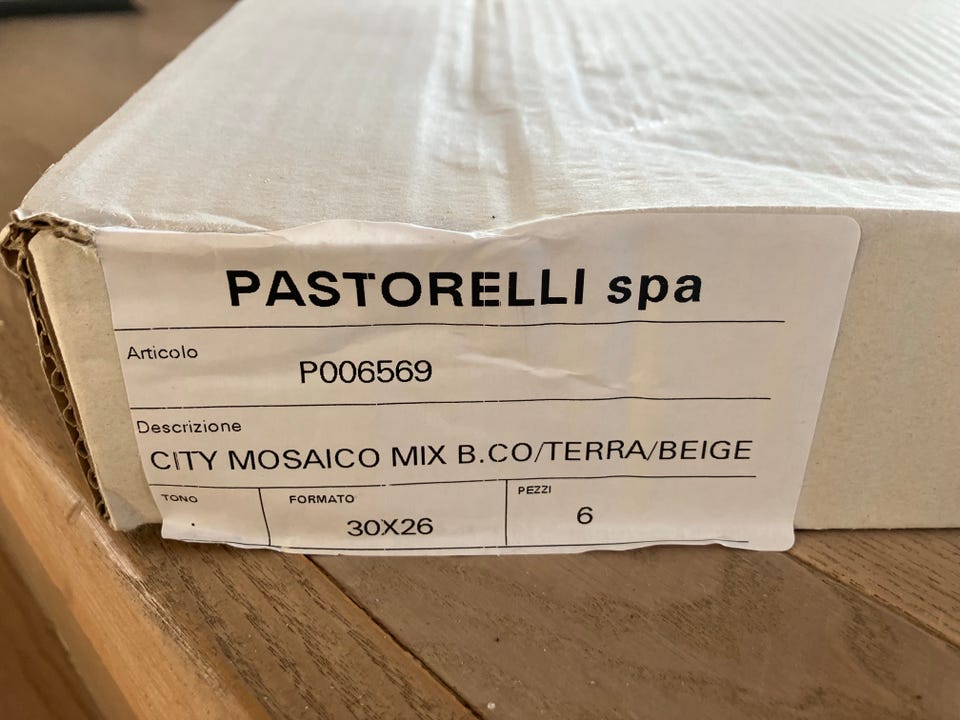 PASTORELLI spa
Articolo
P006569
Descrizione
CITY MOSAICO MIX B.CO/TERRA/BEIGE
TONO FORMATO PEZZI
. 30X26 6